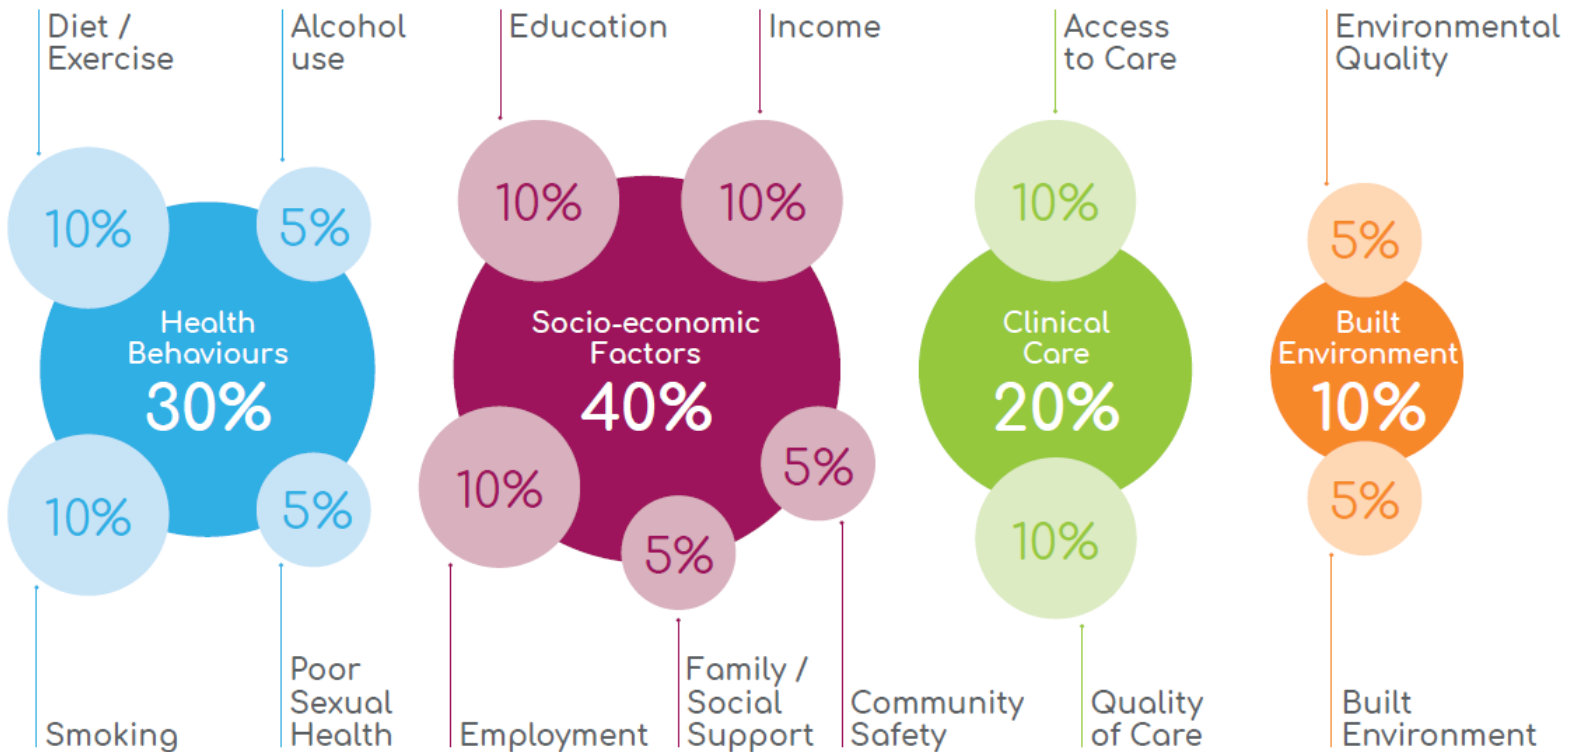 Diet /
Exercise
Alcohol
use
Education
Income
Access
to Care
Environmental
Quality
10%
5%
10%
10%
10%
5%
Health
Behaviours
30%
Socio-economic
Factors
40%
Clinical
Care
20%
Built
Environment
10%
10%
5%
10%
5%
5%
10%
5%
Smoking
Poor
Sexual
Health
Employment
Family /
Social
Support
Community
Safety
Quality
of Care
Built
Environment